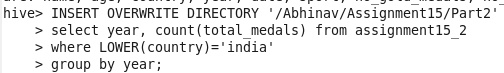 hive> INSERT OVERWRITE DIRECTORY '/Abhinav/Assignment15/Part2'
> select year, count(total_medals) from assignment15_2
> where LOWER(country)='india'
> group by year;